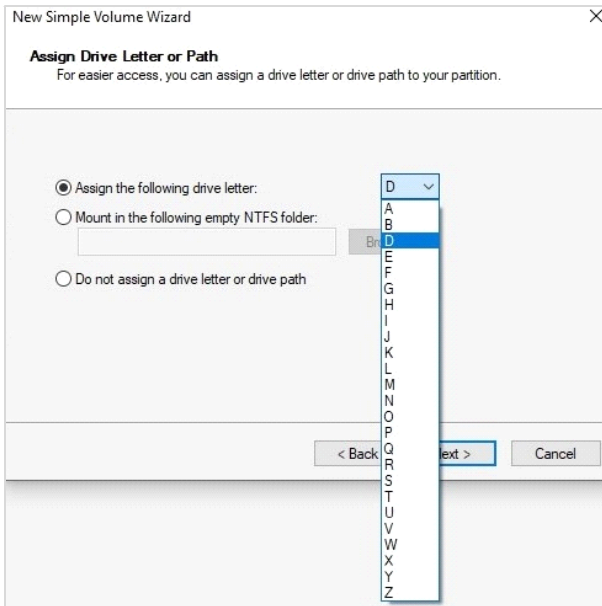 New Simple Volume Wizard
Assign Drive Letter or Path
For easier access, you can assign a drive letter or drive path to your partition.
Assign the following drive letter:
D
Mount in the following empty NTFS folder:
Do not assign a drive letter or drive path
A
B
D
E
F
G
H
I
J
K
L
M
N
O
P
Q
R
S
T
U
V
W
X
Y
Z
< Back
Cancel